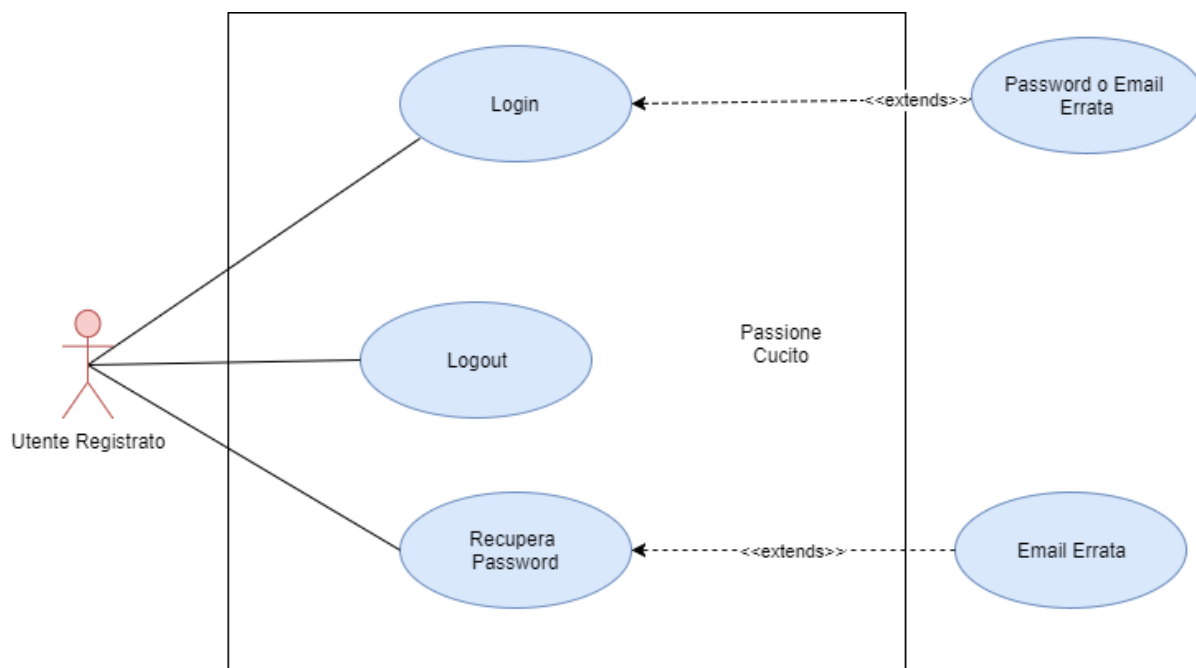 Login
<<extends>>
Password o Email
Errata
Passione
Cucito
Logout
Utente Registrato
Recupera
Password
<<extends>>
Email Errata